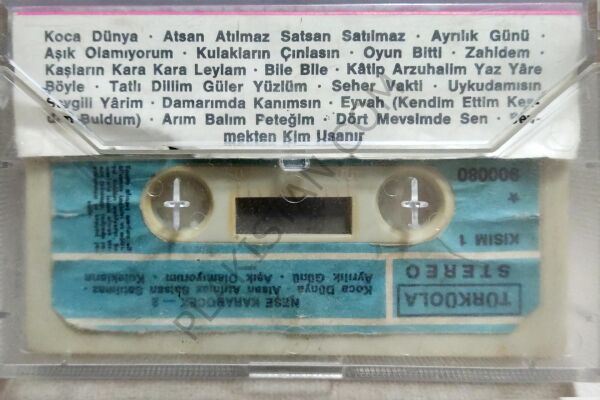 Koca Dünya · Atsan Atılmaz Satsan Satılmaz · Ayrılık Günü ·
Aşık Olamıyorum · Kulakların Çınlasın · Oyun Bitti · Zahidem ·
Kaşların Kara Kara Leylam · Bile Bile · Kâtip Arzuhalim Yaz Yâre
Böyle · Tatlı Dillim Güler Yüzlüm · Seher Vakti · Uykudamısın
Sevgili Yârim · Damarımda Kanımsın · Eyvah (Kendim Ettim Ken-
dim Buldum) · Arım Balım Peteğim · Dört Mevsimde Sen · Sev-
mekten Kim Usanır
900080
★
KISIM 1
TÜRKÜOLA
STEREO
NEŞE KARABÖCEK — 2
Koca Dünya · Atsan Atılmaz Satsan Satılmaz
Ayrılık Günü · Aşık Olamıyorum · Kulakların
PLAKISTAN.COM